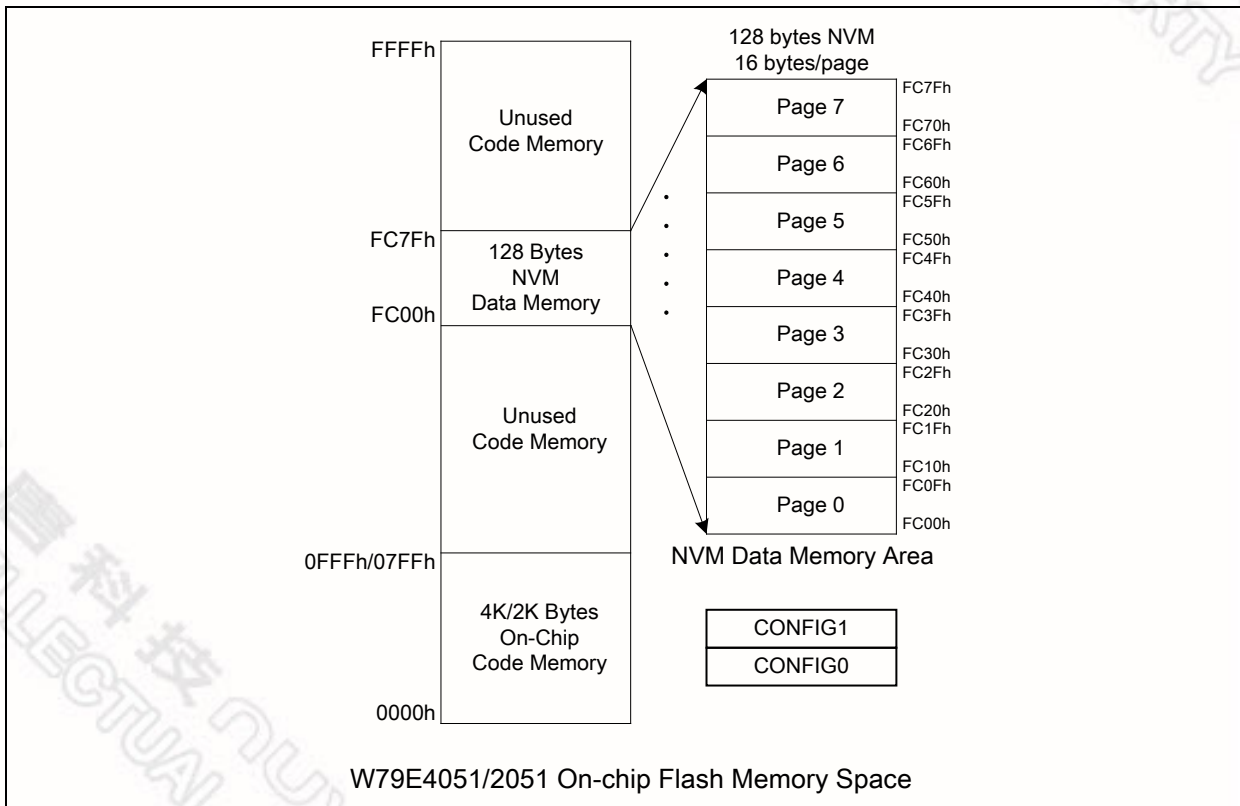 FFFFh
Unused
Code Memory
FC7Fh
128 Bytes
NVM
Data Memory
FC00h
Unused
Code Memory
0FFFh/07FFh
4K/2K Bytes
On-Chip
Code Memory
0000h
128 bytes NVM
16 bytes/page
Page 7
FC7Fh
FC70h
Page 6
FC6Fh
FC60h
Page 5
FC5Fh
FC50h
Page 4
FC4Fh
FC40h
Page 3
FC3Fh
FC30h
Page 2
FC2Fh
FC20h
Page 1
FC1Fh
FC10h
Page 0
FC0Fh
FC00h
NVM Data Memory Area
CONFIG1
CONFIG0
W79E4051/2051 On-chip Flash Memory Space